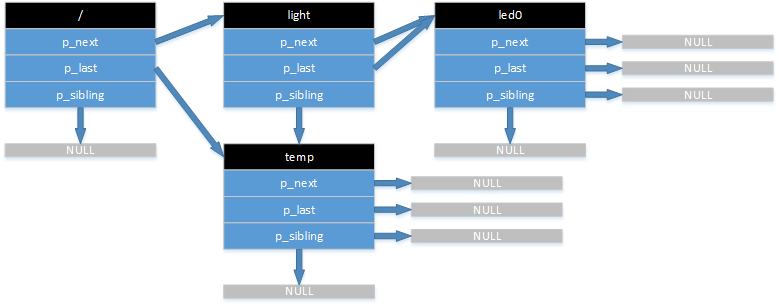 /
p_next
p_last
p_sibling
NULL
light
p_next
p_last
p_sibling
led0
p_next
p_last
p_sibling
NULL
NULL
NULL
NULL
temp
p_next
p_last
p_sibling
NULL
NULL
NULL
NULL